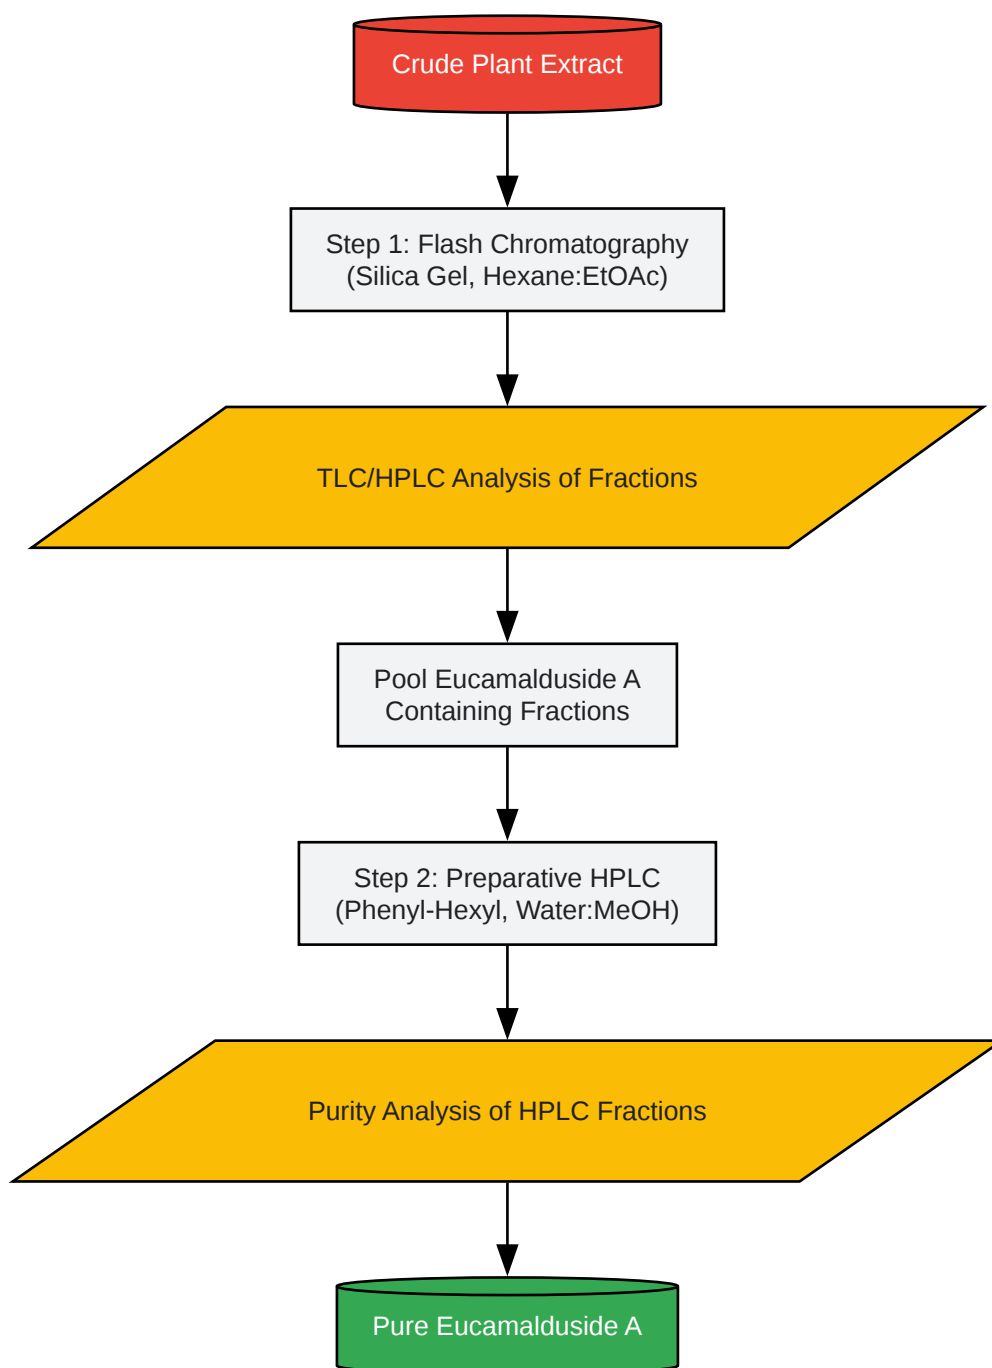 Crude Plant Extract
Step 1: Flash Chromatography
(Silica Gel, Hexane:EtOAc)
TLC/HPLC Analysis of Fractions
Pool Eucamalduside A
Containing Fractions
Step 2: Preparative HPLC
(Phenyl-Hexyl, Water:MeOH)
Purity Analysis of HPLC Fractions
Pure Eucamalduside A